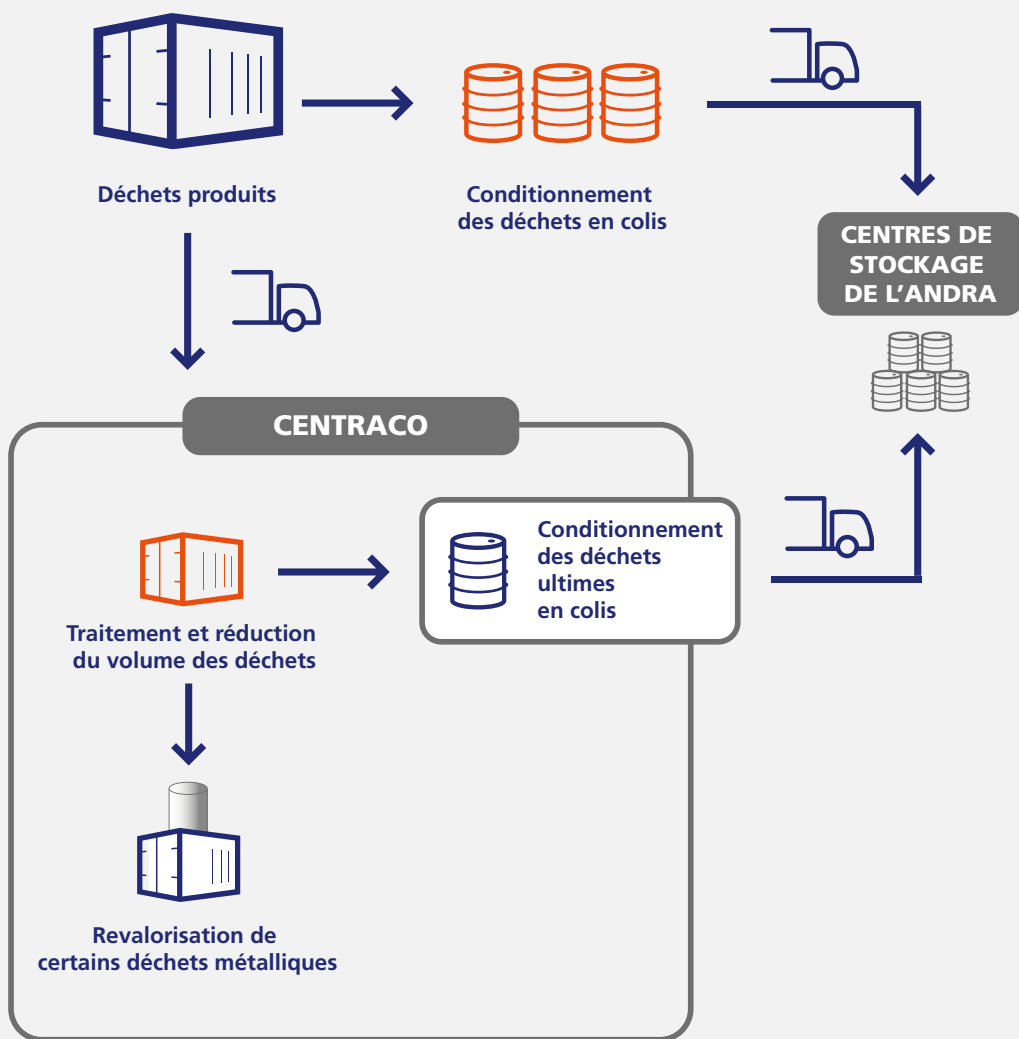 Déchets produits
Conditionnement
des déchets en colis
CENTRES DE
STOCKAGE
DE L’ANDRA
CENTRACO
Traitement et réduction
du volume des déchets
Conditionnement
des déchets
ultimes
en colis
Revalorisation de
certains déchets métalliques